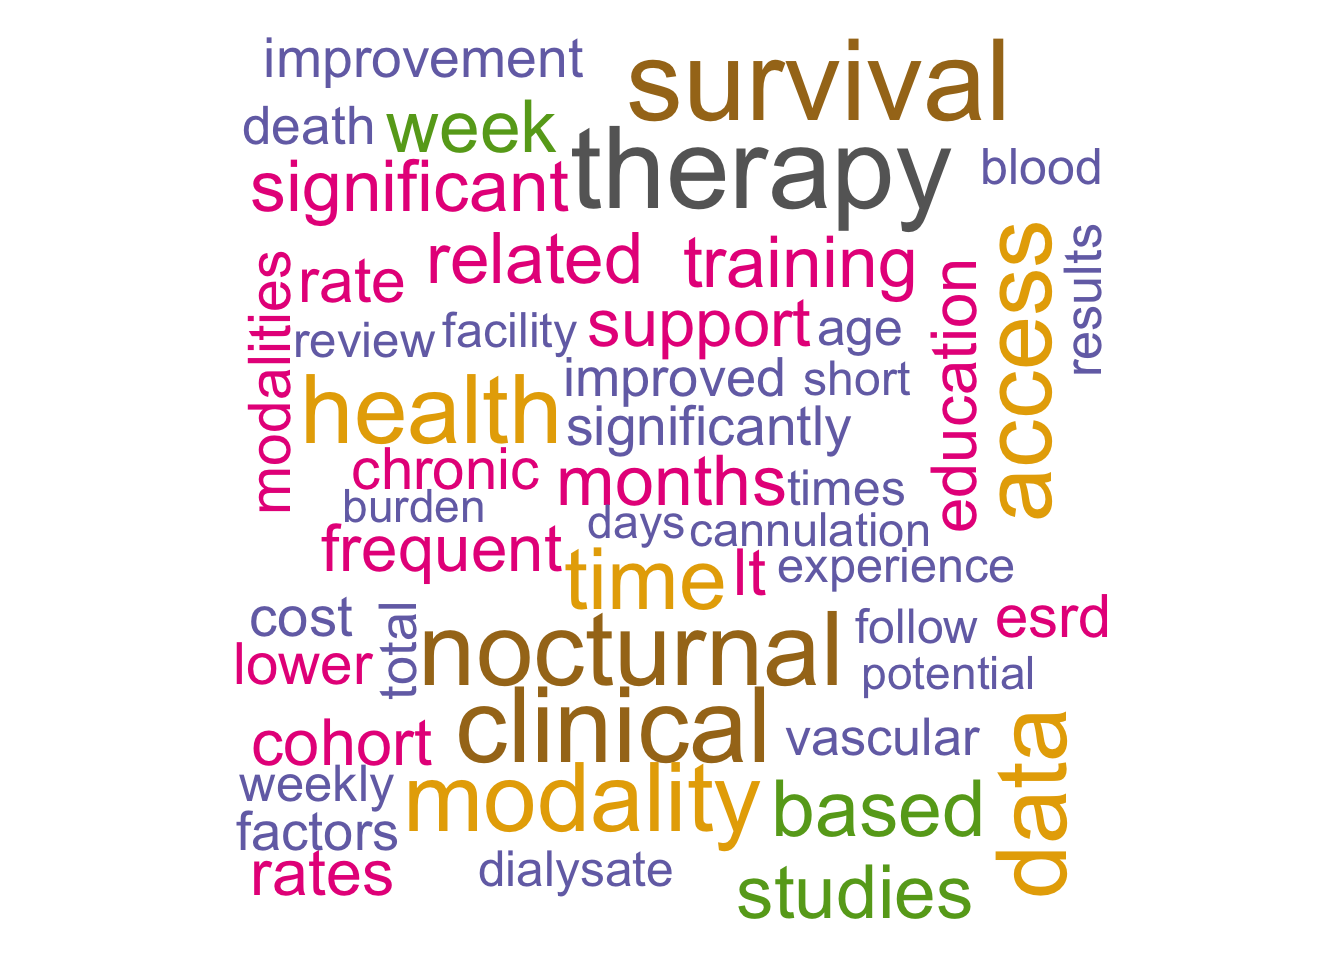 improvement
survival
death
week
therapy
significant
blood
related
training
access
results
modalities
rate
education
review
facility
support
age
improved
short
health
significantly
chronic
months
times
burden
days
cannulation
frequent
time
lt
experience
cost
total
nocturnal
follow
esrd
lower
potential
clinical
cohort
vascular
data
weekly
modality
based
factors
rates
dialysate
studies